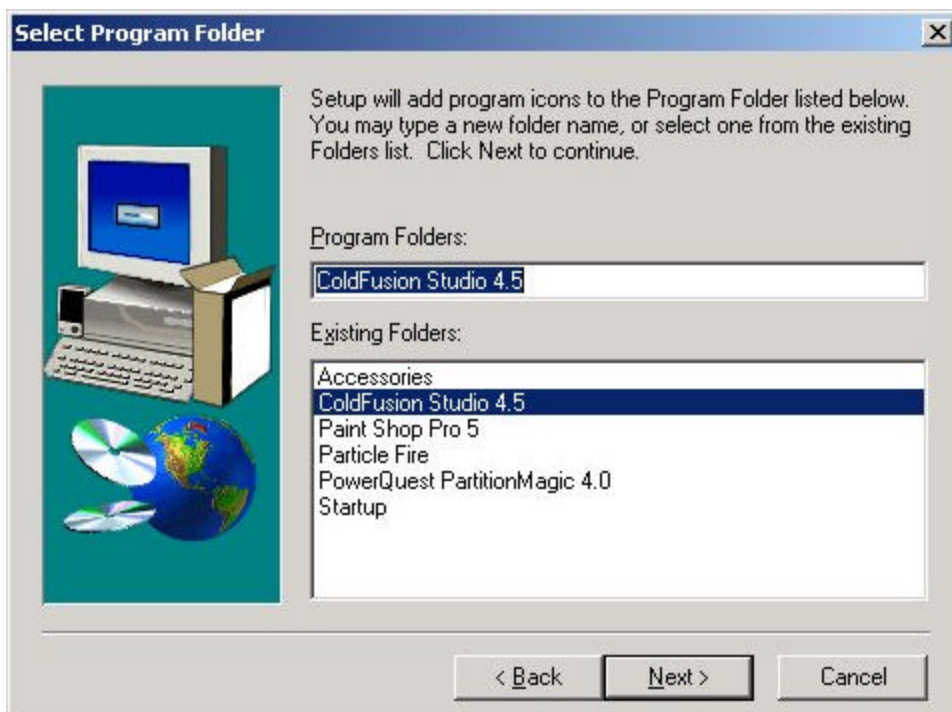 Select Program Folder
Setup will add program icons to the Program Folder listed below.
You may type a new folder name, or select one from the existing
Folders list.  Click Next to continue.
Program Folders:
ColdFusion Studio 4.5
Existing Folders:
Accessories
ColdFusion Studio 4.5
Paint Shop Pro 5
Particle Fire
PowerQuest PartitionMagic 4.0
Startup
< Back
Next >
Cancel